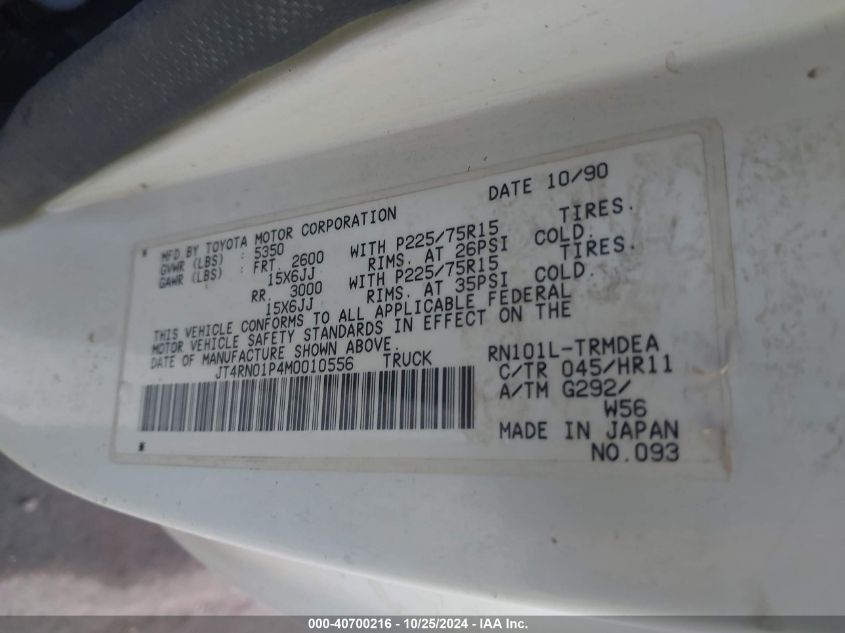 DATE 10/90
MFD.BY TOYOTA MOTOR CORPORATION
GVWR (LBS) : 5350
GAWR (LBS) : FRT. 2600 WITH P225/75R15 TIRES.
15X6JJ RIMS. AT 26PSI COLD.
RR. 3000 WITH P225/75R15 TIRES.
15X6JJ RIMS. AT 35PSI COLD.
THIS VEHICLE CONFORMS TO ALL APPLICABLE FEDERAL
MOTOR VEHICLE SAFETY STANDARDS IN EFFECT ON THE
DATE OF MANUFACTURE SHOWN ABOVE.
JT4RN01P4M0010556 TRUCK
RN101L-TRMDEA
C/TR 045/HR11
A/TM G292/
W56
MADE IN JAPAN
NO.093
000-40700216 - 10/25/2024 - IAA Inc.